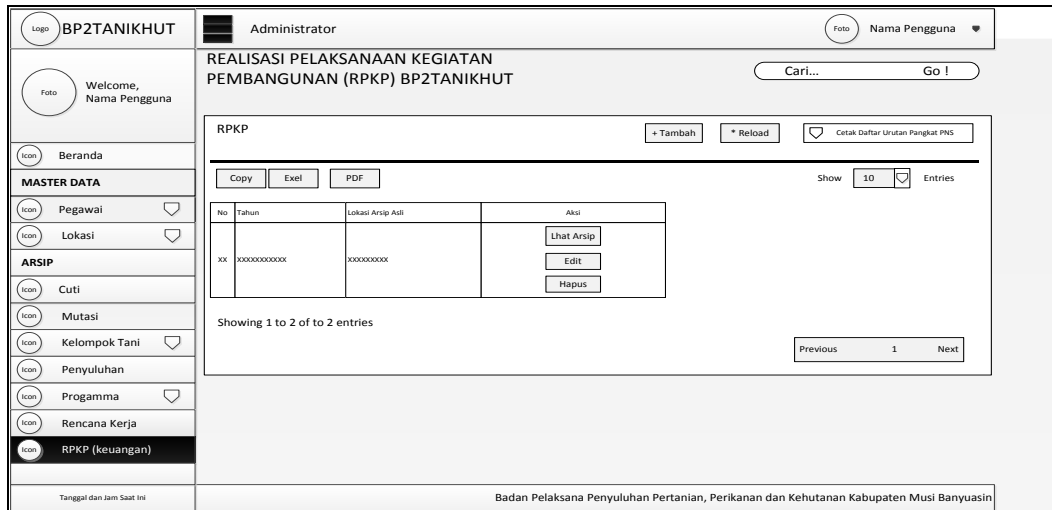 Logo BP2TANIKHUT
Administrator
Foto Nama Pengguna
Foto
Welcome,
Nama Pengguna
REALISASI PELAKSANAAN KEGIATAN
PEMBANGUNAN (RPKP) BP2TANIKHUT
Cari... Go !
RPKP
+ Tambah * Reload Cetak Daftar Urutan Pangkat PNS
Icon Beranda
MASTER DATA
Icon Pegawai
Icon Lokasi
ARSIP
Icon Cuti
Icon Mutasi
Icon Kelompok Tani
Icon Penyuluhan
Icon Progamma
Icon Rencana Kerja
Icon RPKP (keuangan)
Tanggal dan Jam Saat Ini
Copy Exel PDF
Show 10 Entries
No Tahun Lokasi Arsip Asli Aksi
xx xxxxxxxxxxx xxxxxxxxx
Lhat Arsip
Edit
Hapus
Showing 1 to 2 of to 2 entries
Previous 1 Next
Badan Pelaksana Penyuluhan Pertanian, Perikanan dan Kehutanan Kabupaten Musi Banyuasin